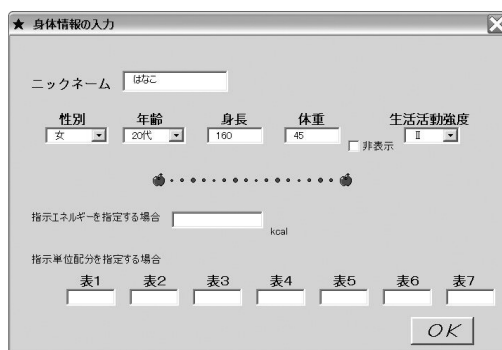 ★ 身体情報の入力
ニックネーム はなこ
性別 年齢 身長 体重 生活活動強度
女 20代 160 45 非表示 Ⅱ
指示エネルギーを指定する場合
kcal
指示単位配分を指定する場合
表1 表2 表3 表4 表5 表6 表7
OK